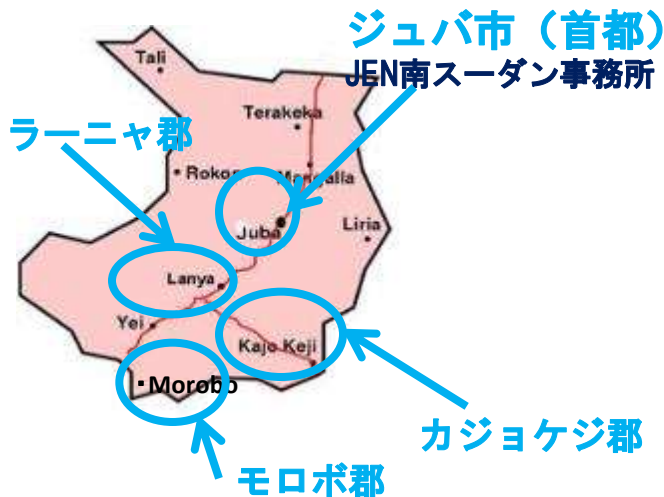 ジュバ市（首都）
JEN南スーダン事務所
Tali
Terakeka
ラーニャ郡
Mangalla
Juba
Liria
Lanya
Yei
Kajo Keji
Morobo
カジョケジ郡
モロボ郡